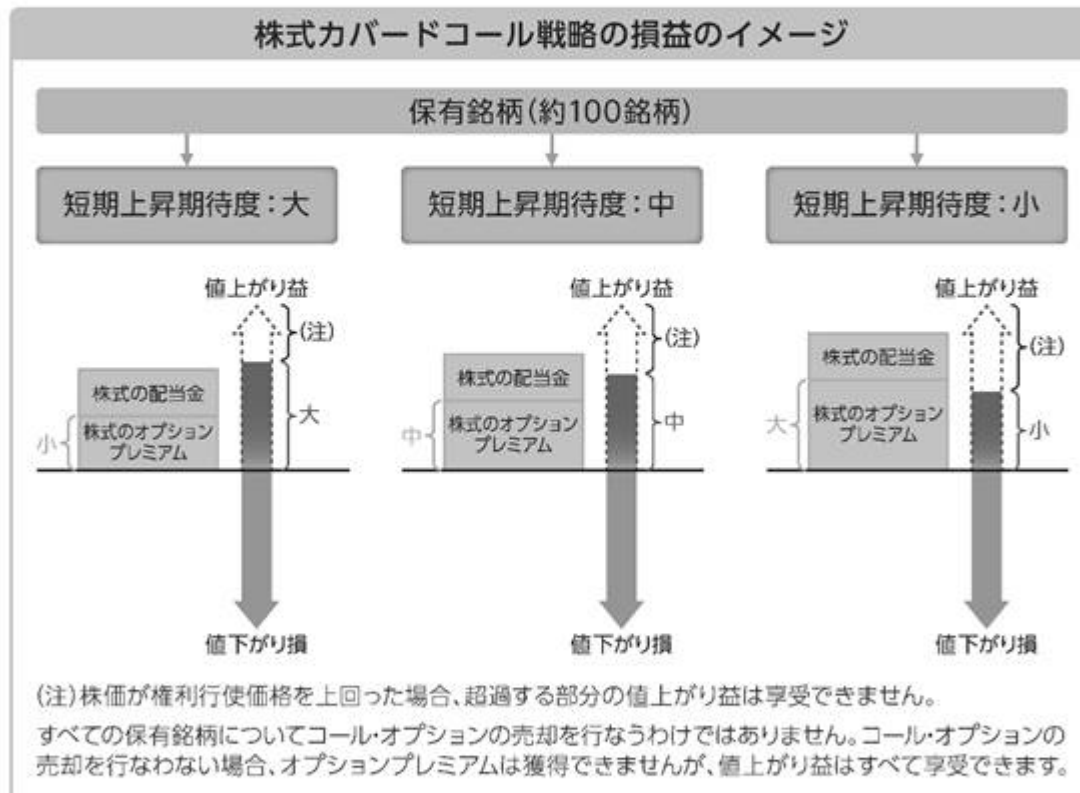 株式カバードコール戦略の損益のイメージ
保有銘柄(約100銘柄)
短期上昇期待度:大
短期上昇期待度:中
短期上昇期待度:小
値上がり益
(注)
株式の配当金
株式のオプション
プレミアム
小
大
値下がり損
値上がり益
(注)
株式の配当金
株式のオプション
プレミアム
中
中
値下がり損
値上がり益
(注)
株式の配当金
株式のオプション
プレミアム
大
小
値下がり損
(注)株価が権利行使価格を上回った場合、超過する部分の値上がり益は享受できません。
すべての保有銘柄についてコール・オプションの売却を行なうわけではありません。コール・オプションの
売却を行なわない場合、オプションプレミアムは獲得できませんが、値上がり益はすべて享受できます。